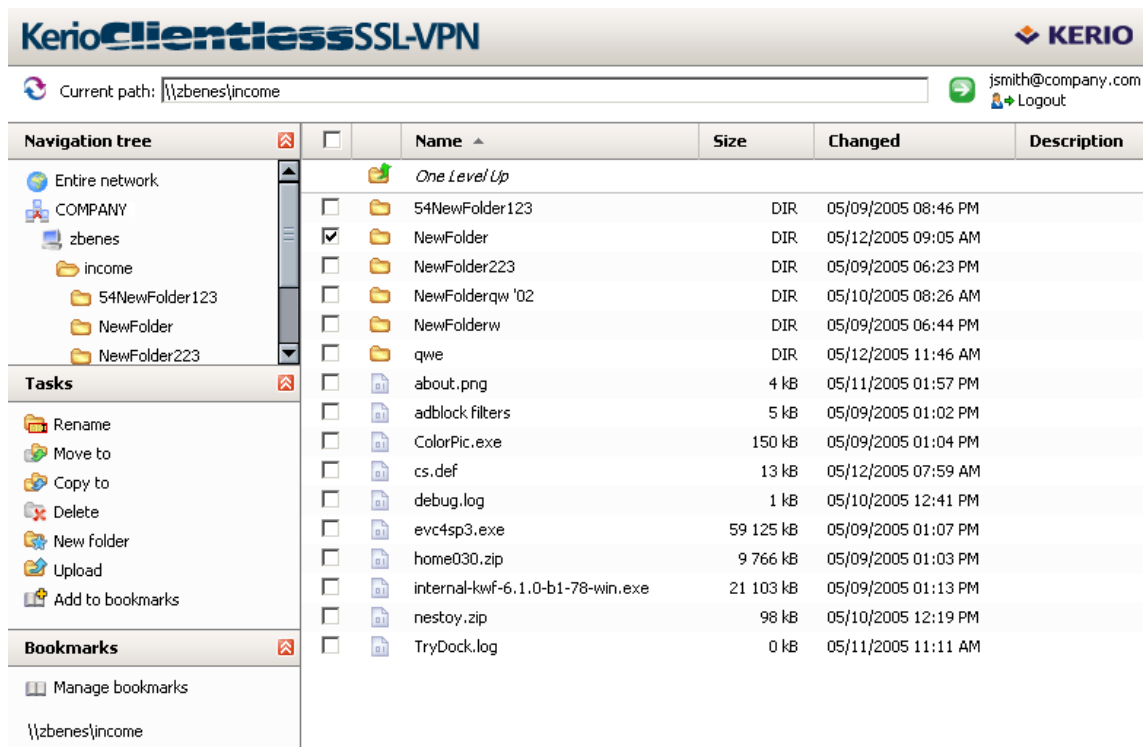 KerioClientlessSSL-VPN
KERIO
Current path: \\zbenes\income
jsmith@company.com
Logout
Navigation tree
Entire network
COMPANY
zbenes
income
54NewFolder123
NewFolder
NewFolder223
Tasks
Rename
Move to
Copy to
Delete
New folder
Upload
Add to bookmarks
Bookmarks
Manage bookmarks
\\zbenes\income
Name Size Changed Description
One Level Up
54NewFolder123 DIR 05/09/2005 08:46 PM
NewFolder DIR 05/12/2005 09:05 AM
NewFolder223 DIR 05/09/2005 06:23 PM
NewFolderqw '02 DIR 05/10/2005 08:26 AM
NewFolderw DIR 05/09/2005 06:44 PM
qwe DIR 05/12/2005 11:46 AM
about.png 4 kB 05/11/2005 01:57 PM
adblock filters 5 kB 05/09/2005 01:02 PM
ColorPic.exe 150 kB 05/09/2005 01:04 PM
cs.def 13 kB 05/12/2005 07:59 AM
debug.log 1 kB 05/10/2005 12:41 PM
evc4sp3.exe 59 125 kB 05/09/2005 01:07 PM
home030.zip 9 766 kB 05/09/2005 01:03 PM
internal-kwf-6.1.0-b1-78-win.exe 21 103 kB 05/09/2005 01:13 PM
nestoy.zip 98 kB 05/10/2005 12:19 PM
TryDock.log 0 kB 05/11/2005 11:11 AM